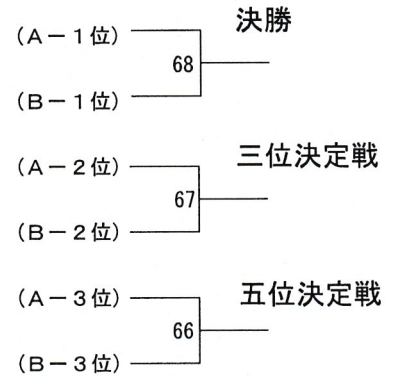 決勝
(A－1位)
68
(B－1位)
三位決定戦
(A－2位)
67
(B－2位)
五位決定戦
(A－3位)
66
(B－3位)